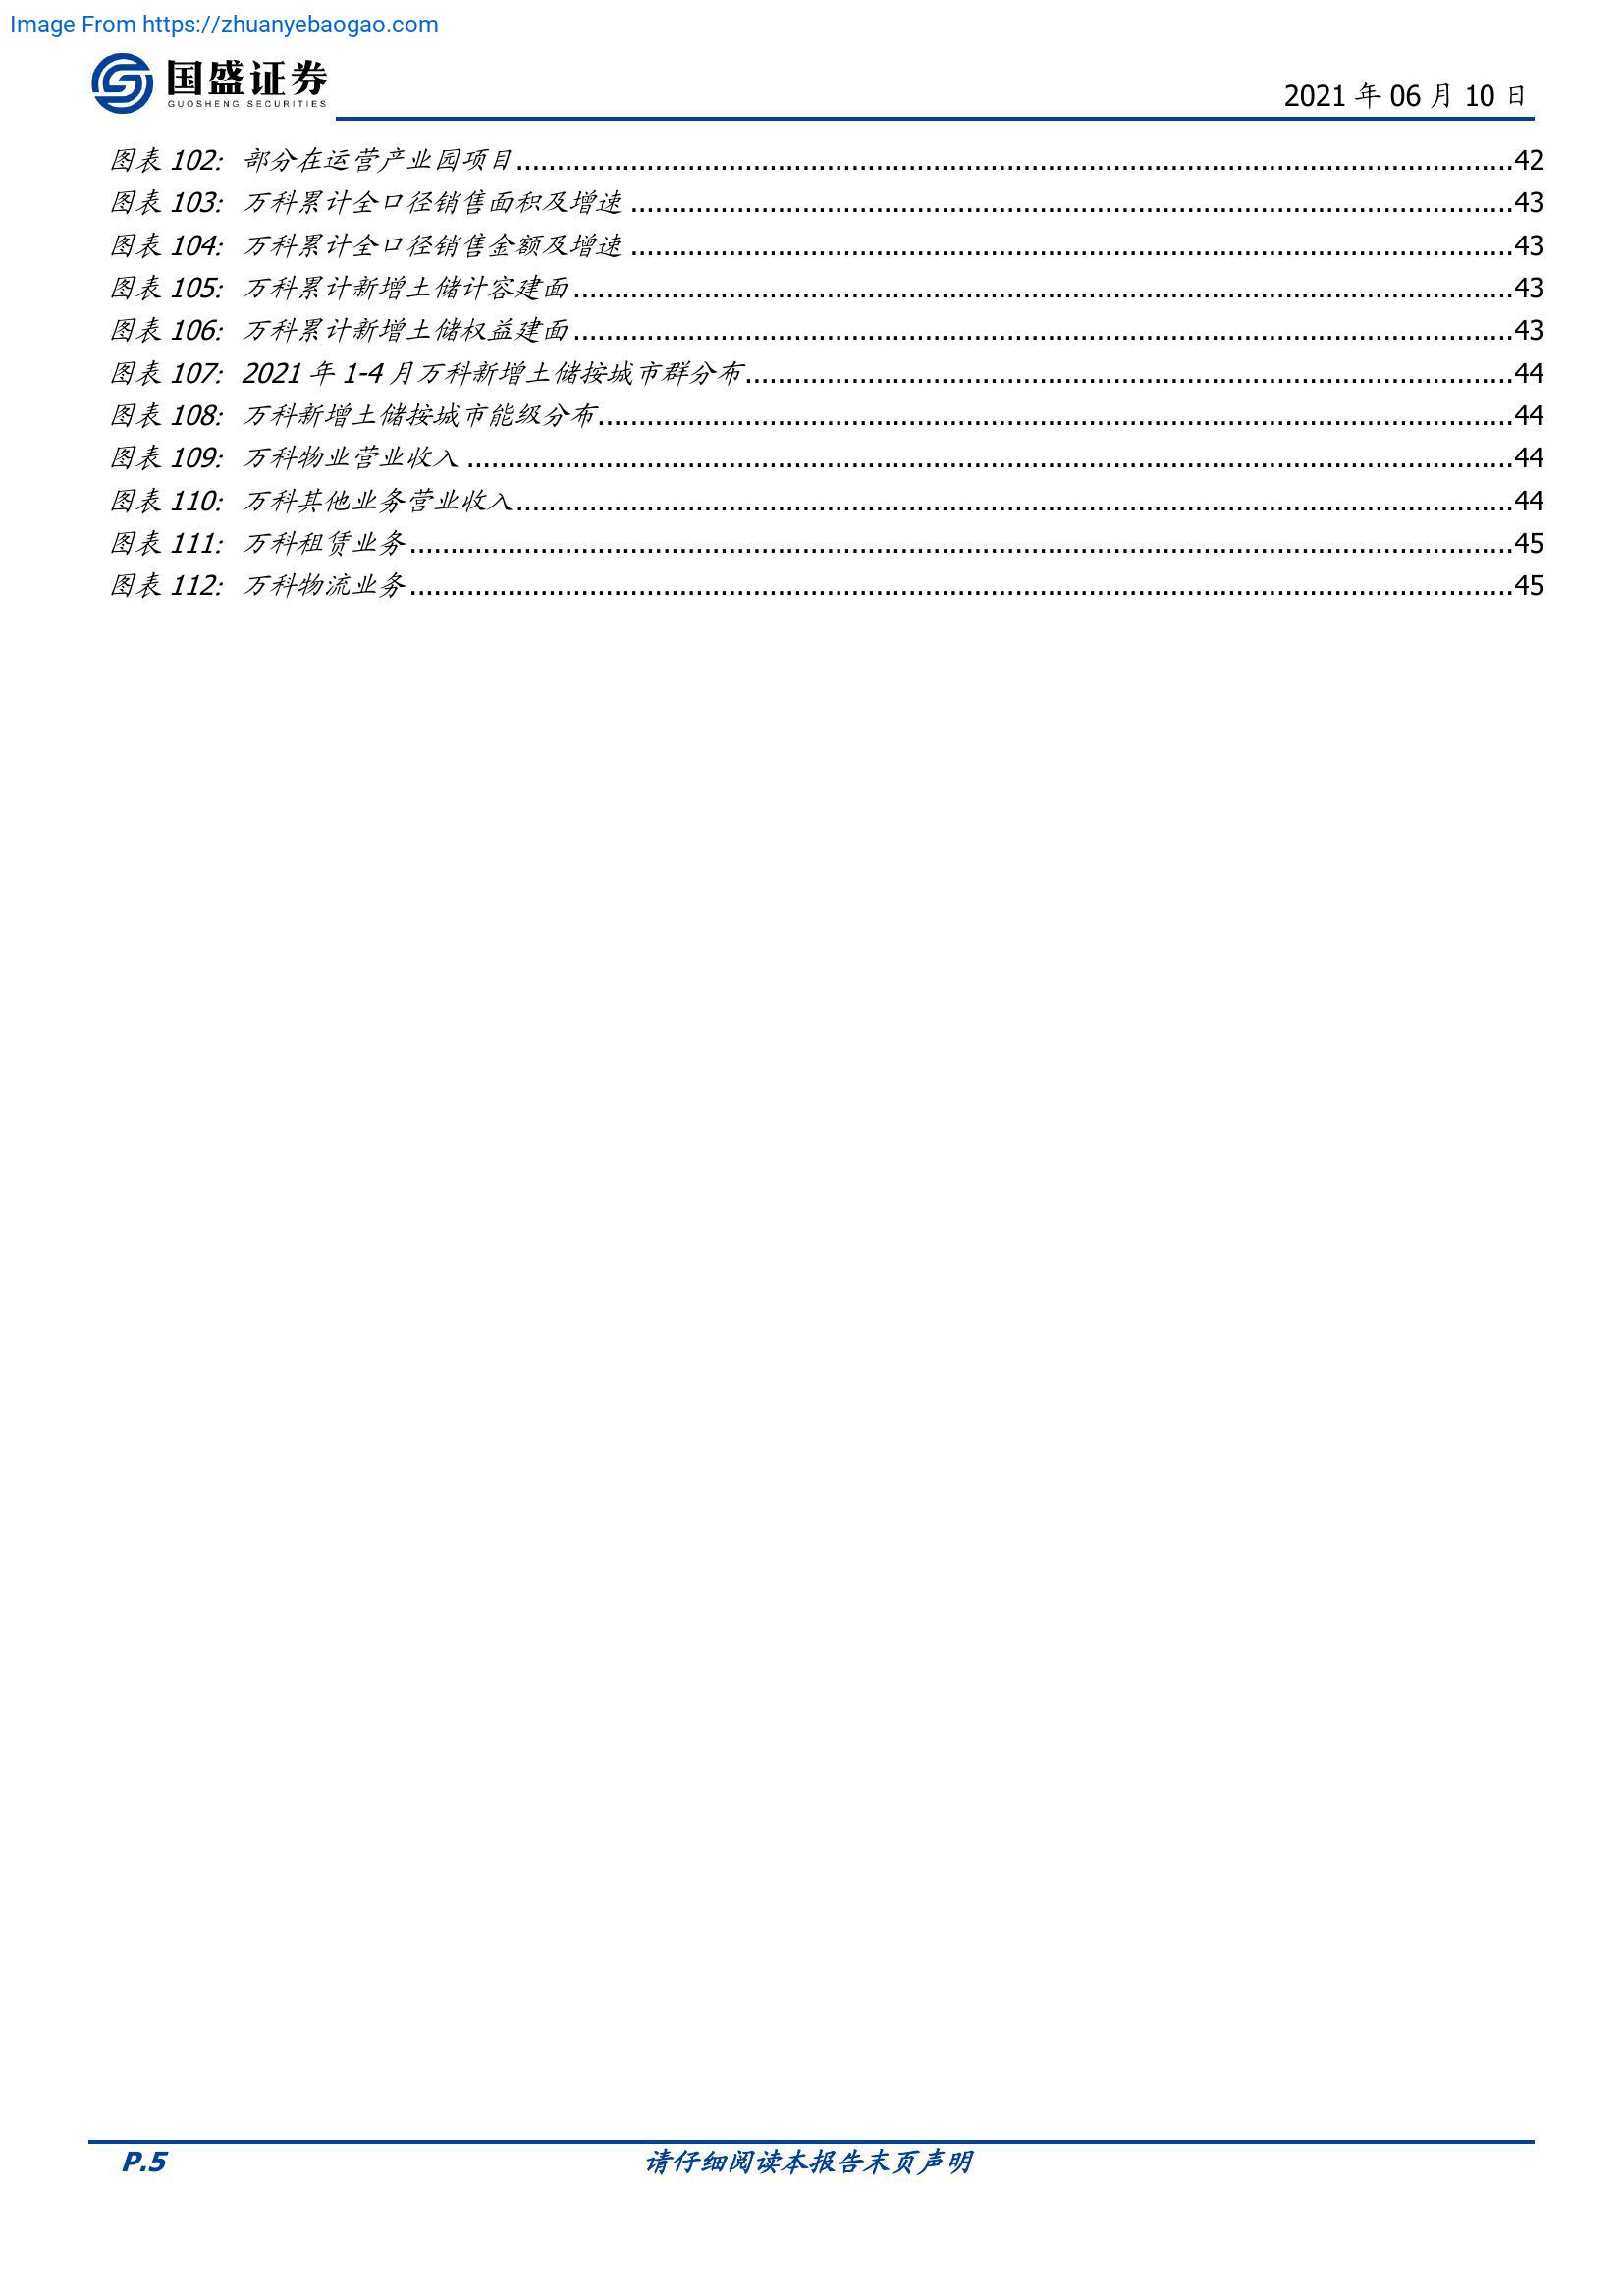 Image From https://zhuanyebaogao.com
国盛证券
GUOSHENG SECURITIES
2021 年 06 月 10 日
图表 102: 部分在运营产业园项目 42
图表 103: 万科累计全口径销售面积及增速 43
图表 104: 万科累计全口径销售金额及增速 43
图表 105: 万科累计新增土储计容建面 43
图表 106: 万科累计新增土储权益建面 43
图表 107: 2021 年 1-4 月万科新增土储按城市群分布 44
图表 108: 万科新增土储按城市能级分布 44
图表 109: 万科物业营业收入 44
图表 110: 万科其他业务营业收入 44
图表 111: 万科租赁业务 45
图表 112: 万科物流业务 45
P.5
请仔细阅读本报告末页声明